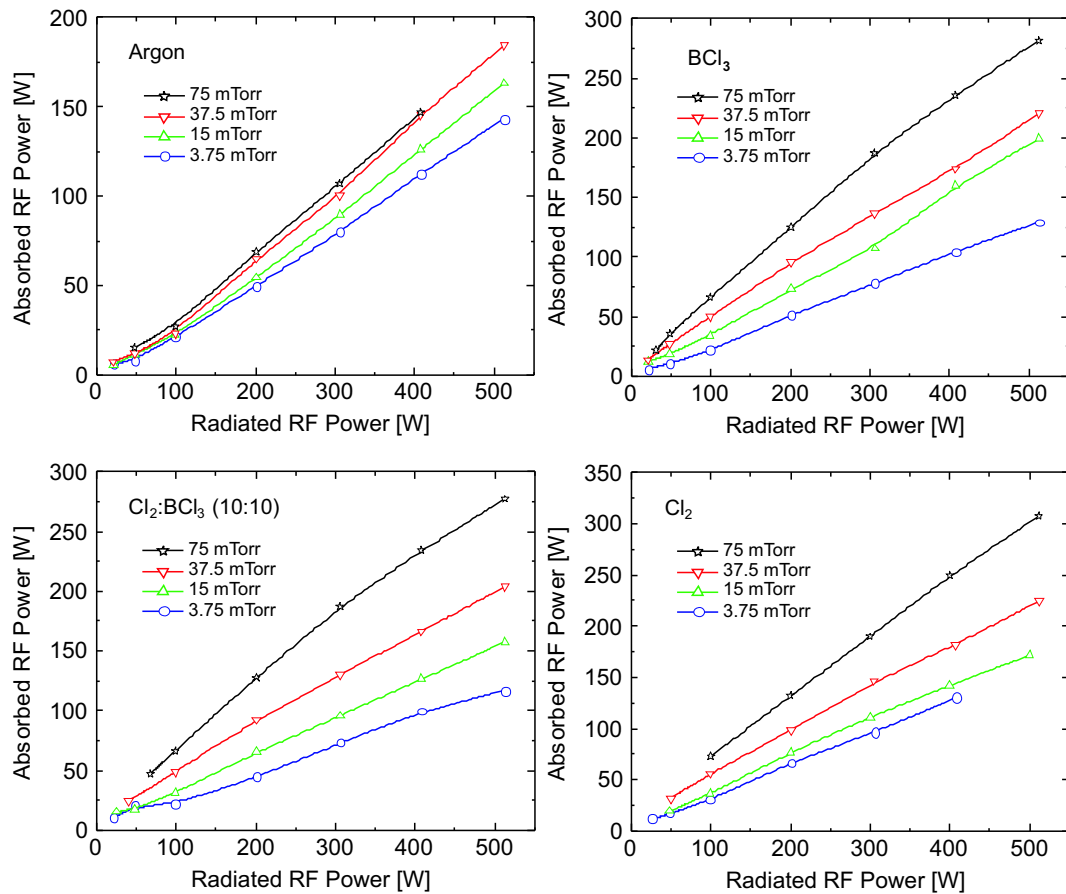 200
150
100
50
0
Absorbed RF Power [W]
Argon
75 mTorr
37.5 mTorr
15 mTorr
3.75 mTorr
0 100 200 300 400 500
Radiated RF Power [W]
300
250
200
150
100
50
0
Absorbed RF Power [W]
BCl₃
75 mTorr
37.5 mTorr
15 mTorr
3.75 mTorr
0 100 200 300 400 500
Radiated RF Power [W]
300
250
200
150
100
50
0
Absorbed RF Power [W]
Cl₂:BCl₃ (10:10)
75 mTorr
37.5 mTorr
15 mTorr
3.75 mTorr
0 100 200 300 400 500
Radiated RF Power [W]
350
300
250
200
150
100
50
0
Absorbed RF Power [W]
Cl₂
75 mTorr
37.5 mTorr
15 mTorr
3.75 mTorr
0 100 200 300 400 500
Radiated RF Power [W]